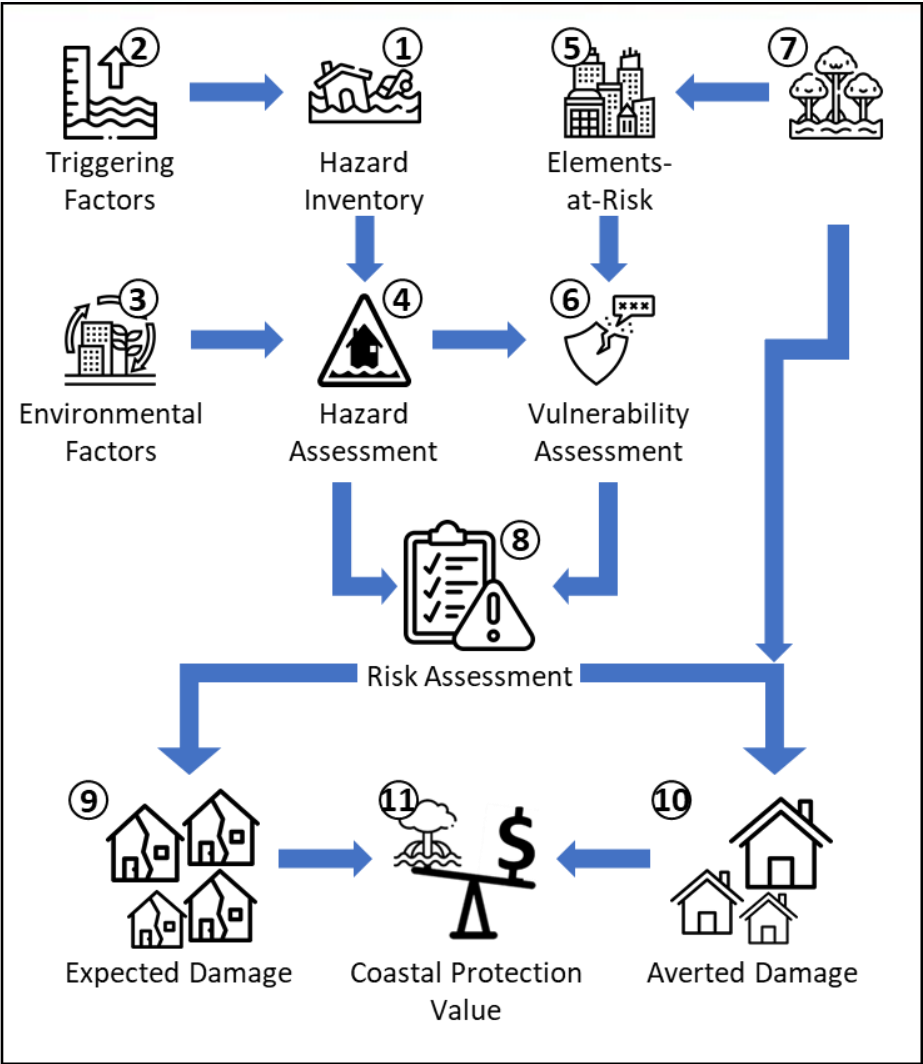 ② ① ⑤ ⑦
Triggering
Factors
Hazard
Inventory
Elements-
at-Risk
③ ④ ⑥
×××
Environmental
Factors
Hazard
Assessment
Vulnerability
Assessment
⑧
!
Risk Assessment
⑨ ⑪ ⑩
$
Expected Damage
Coastal Protection
Value
Averted Damage